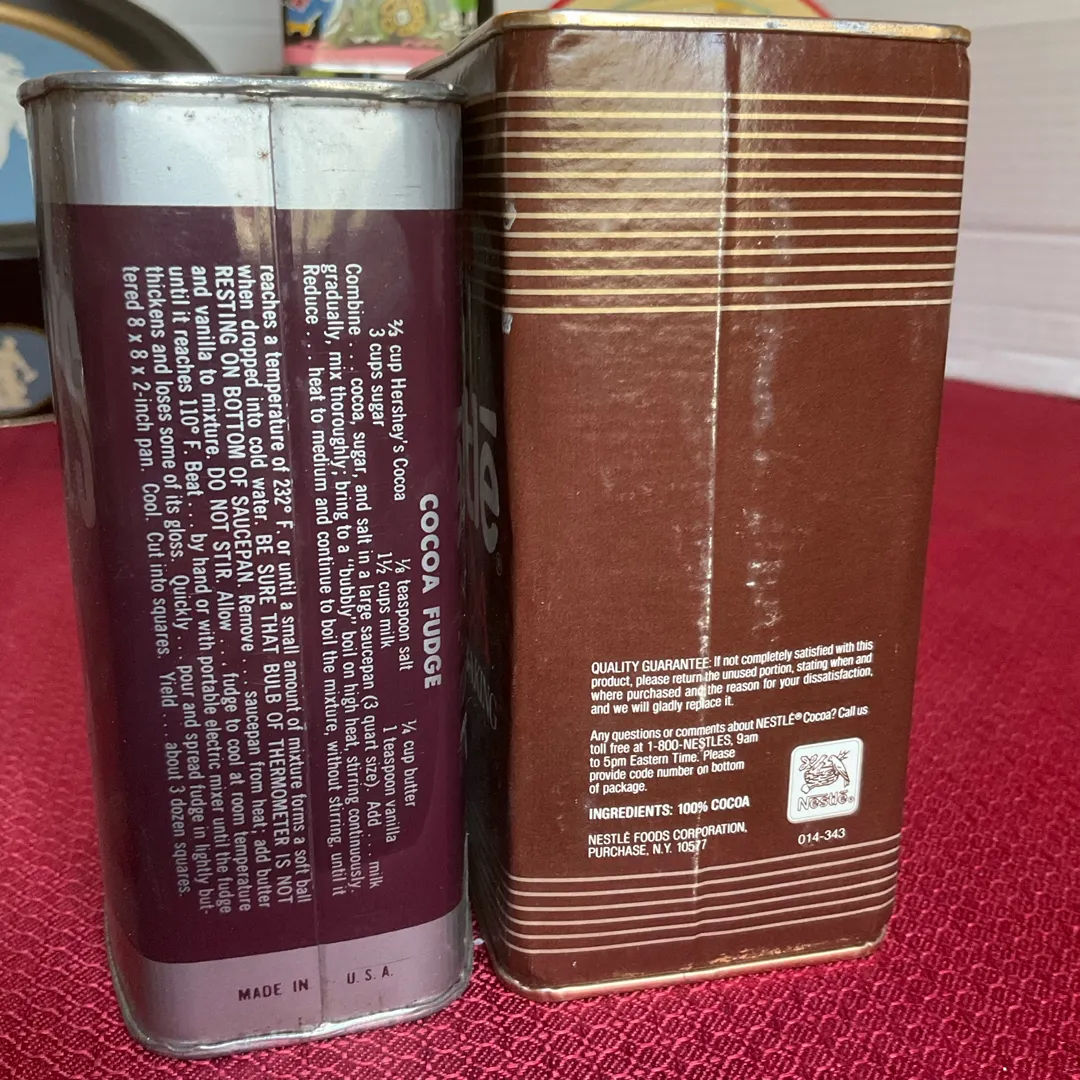 COCOA FUDGE
⅔ cup Hershey's Cocoa ⅛ teaspoon salt ¼ cup butter
3 cups sugar 1½ cups milk 1 teaspoon vanilla
Combine . . . cocoa, sugar, and salt in a large saucepan (3 quart size). Add . . . milk
gradually, mix thoroughly; bring to a "bubbly" boil on high heat, stirring continuously.
Reduce . . . heat to medium and continue to boil the mixture, without stirring, until it
reaches a temperature of 232° F. or until a small amount of mixture forms a soft ball
when dropped into cold water. BE SURE THAT BULB OF THERMOMETER IS NOT
RESTING ON BOTTOM OF SAUCEPAN. Remove . . . saucepan from heat; add butter
and vanilla to mixture. DO NOT STIR. Allow . . . fudge to cool at room temperature
until it reaches 110° F. Beat . . . by hand or with portable electric mixer until the fudge
thickens and loses some of its gloss. Quickly . . . pour and spread fudge in lightly but-
tered 8 x 8 x 2-inch pan. Cool. Cut into squares. Yield . . . about 3 dozen squares.
MADE IN U.S.A.
QUALITY GUARANTEE: If not completely satisfied with this
product, please return the unused portion, stating when and
where purchased and the reason for your dissatisfaction,
and we will gladly replace it.
Any questions or comments about NESTLÉ® Cocoa? Call us
toll free at 1-800-NESTLES, 9am
to 5pm Eastern Time. Please
provide code number on bottom
of package.
INGREDIENTS: 100% COCOA
NESTLÉ FOODS CORPORATION,
PURCHASE, N.Y. 10577
Nestlé®
014-343